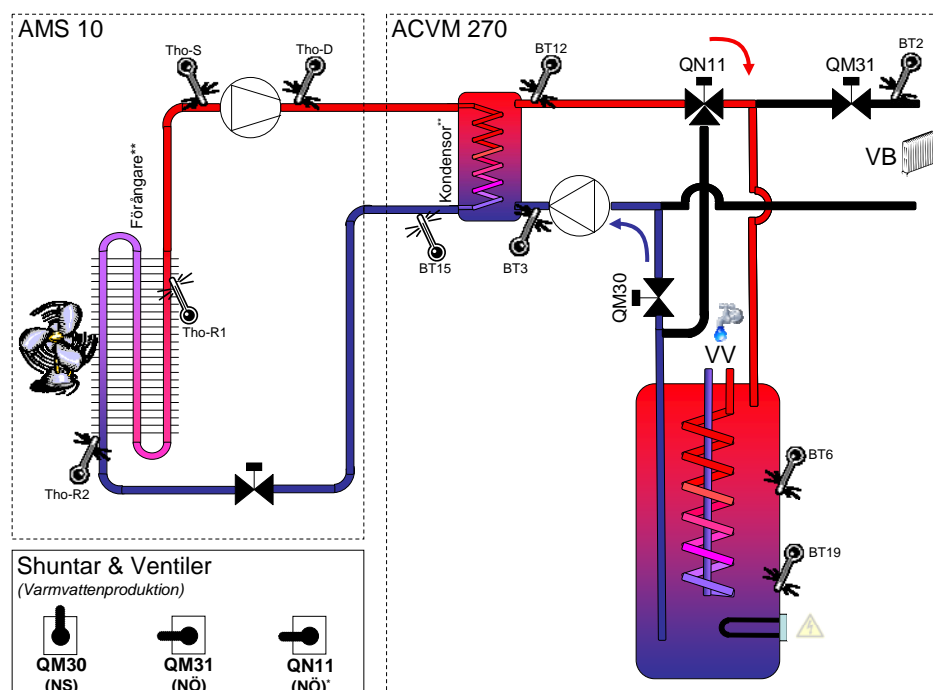 AMS 10
ACVM 270
Tho-S
Tho-D
BT12
QN11
QM31
BT2
Förångare**
Kondensor**
VB
BT15
BT3
QM30
Tho-R1
VV
Tho-R2
BT6
BT19
Shuntar & Ventiler
(Varmvattenproduktion)
QM30
QM31
QN11
(NS)
(NÖ)
(NÖ)*